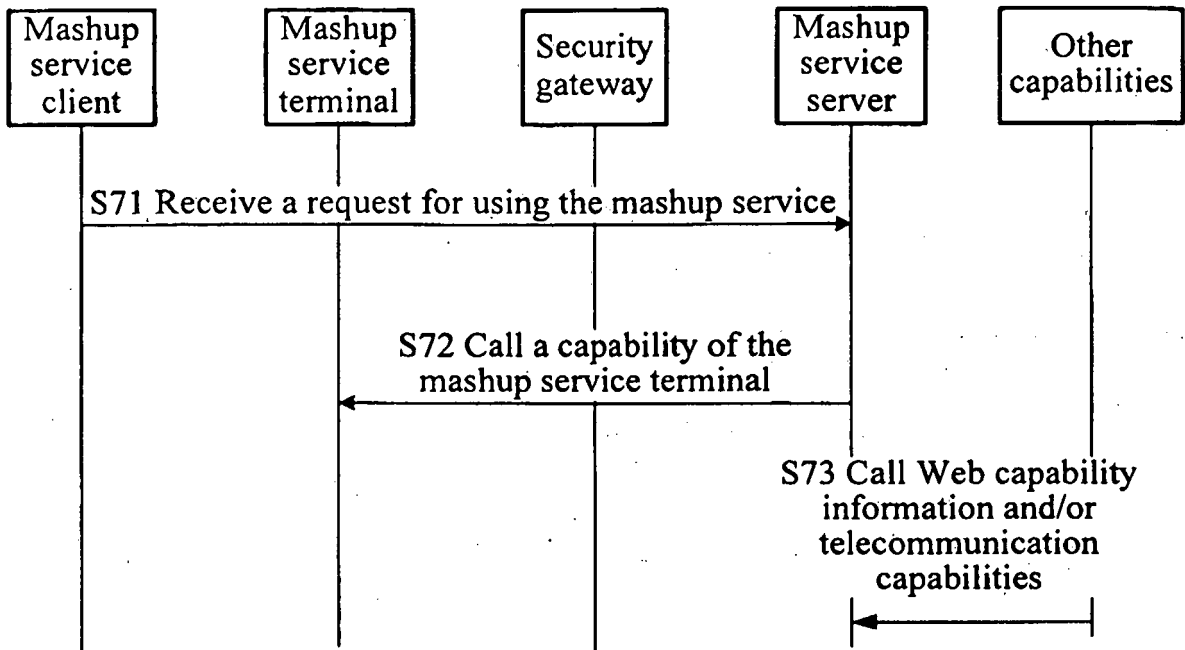 Mashup
service
client
Mashup
service
terminal
Security
gateway
Mashup
service
server
Other
capabilities
S71 Receive a request for using the mashup service
S72 Call a capability of the
mashup service terminal
S73 Call Web capability
information and/or
telecommunication
capabilities